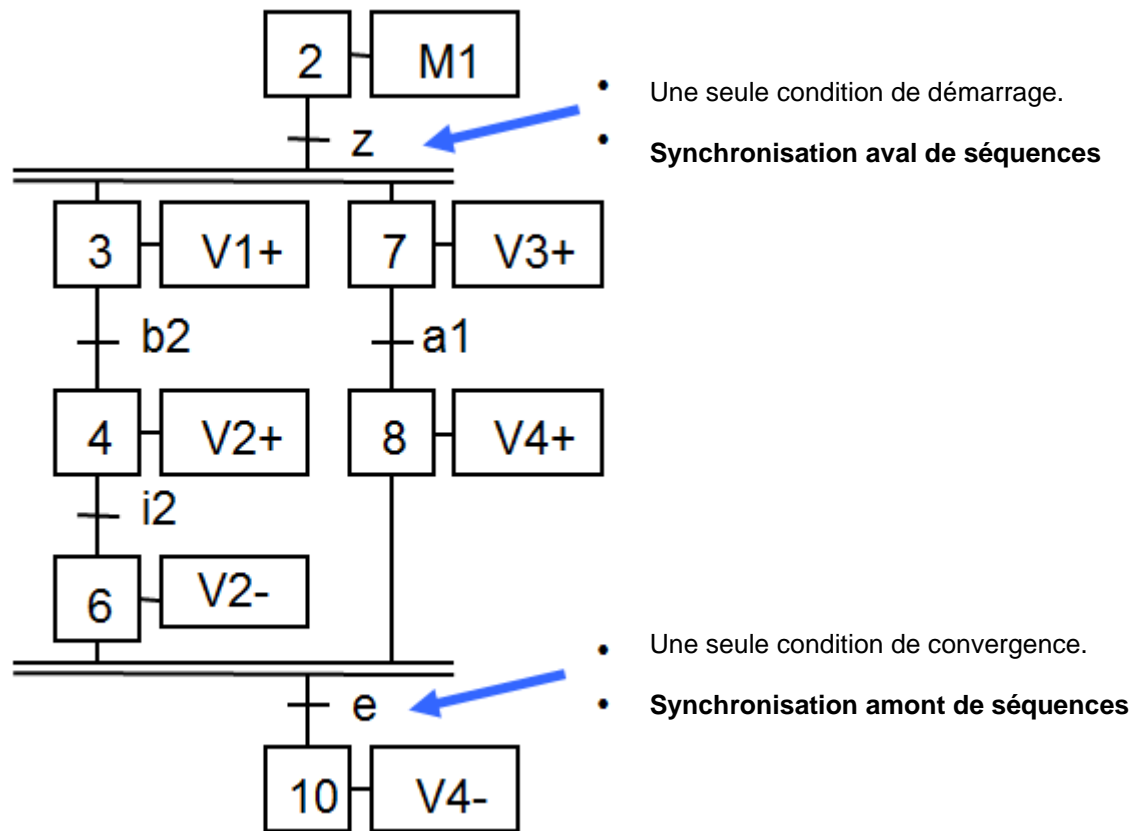 2 M1
• Une seule condition de démarrage.
z
• Synchronisation aval de séquences
3 V1+ 7 V3+
b2 a1
4 V2+ 8 V4+
i2
6 V2-
• Une seule condition de convergence.
e
• Synchronisation amont de séquences
10 V4-